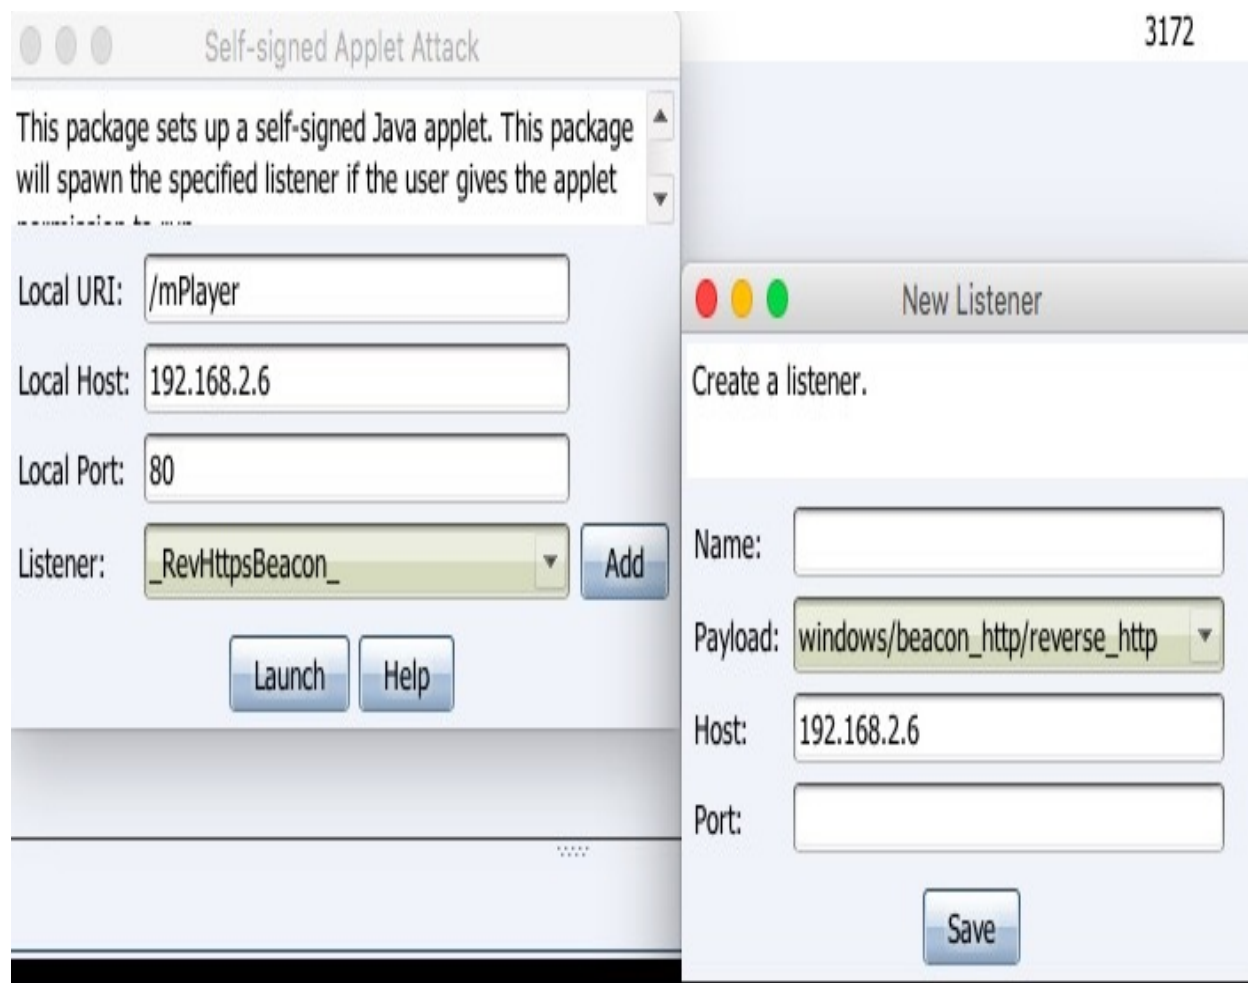 Self-signed Applet Attack
3172
This package sets up a self-signed Java applet. This package
will spawn the specified listener if the user gives the applet
Local URI: /mPlayer
Local Host: 192.168.2.6
Local Port: 80
Listener: _RevHttpsBeacon_ Add
Launch Help
New Listener
Create a listener.
Name:
Payload: windows/beacon_http/reverse_http
Host: 192.168.2.6
Port:
Save